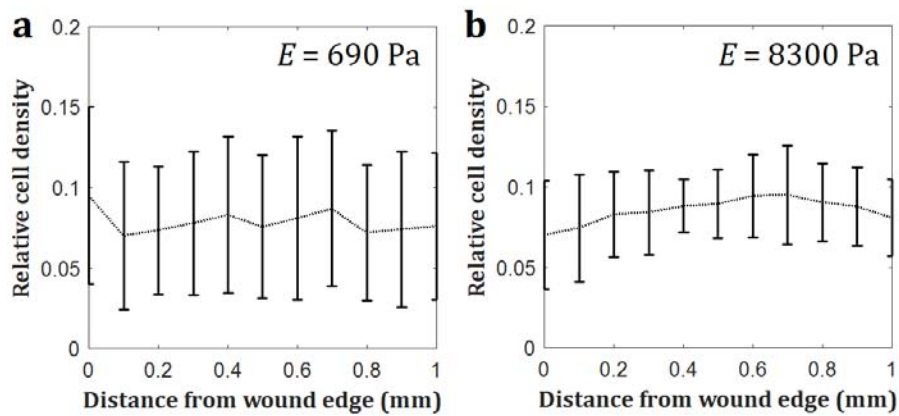 a
E = 690 Pa
Relative cell density
0.2
0.15
0.1
0.05
0
0 0.2 0.4 0.6 0.8 1
Distance from wound edge (mm)
b
E = 8300 Pa
Relative cell density
0.2
0.15
0.1
0.05
0
0 0.2 0.4 0.6 0.8 1
Distance from wound edge (mm)